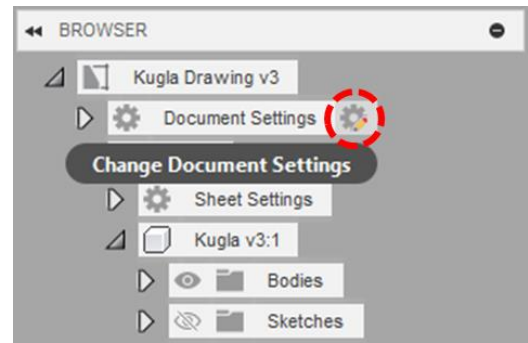 BROWSER
Kugla Drawing v3
Document Settings
Change Document Settings
Sheet Settings
Kugla v3:1
Bodies
Sketches